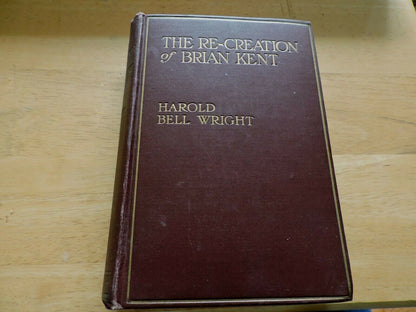 THE RE-CREATION
of BRIAN KENT
HAROLD
BELL WRIGHT